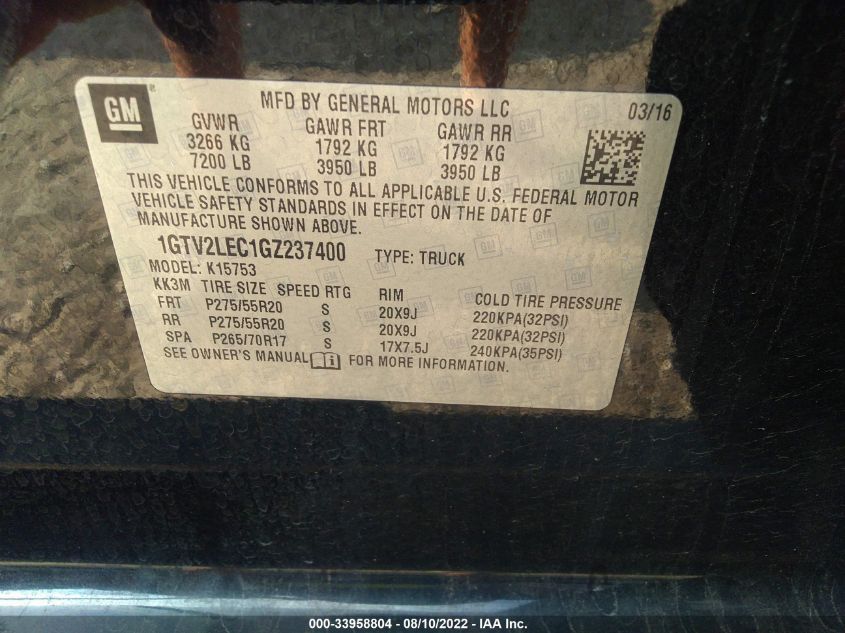 GM
MFD BY GENERAL MOTORS LLC 03/16
GVWR GAWR FRT GAWR RR
3266 KG 1792 KG 1792 KG
7200 LB 3950 LB 3950 LB
THIS VEHICLE CONFORMS TO ALL APPLICABLE U.S. FEDERAL MOTOR
VEHICLE SAFETY STANDARDS IN EFFECT ON THE DATE OF
MANUFACTURE SHOWN ABOVE.
1GTV2LEC1GZ237400 TYPE: TRUCK
MODEL: K15753
KK3M TIRE SIZE SPEED RTG RIM COLD TIRE PRESSURE
FRT P275/55R20 S 20X9J 220KPA(32PSI)
RR P275/55R20 S 20X9J 220KPA(32PSI)
SPA P265/70R17 S 17X7.5J 240KPA(35PSI)
SEE OWNER'S MANUAL FOR MORE INFORMATION.
000-33958804 - 08/10/2022 - IAA Inc.